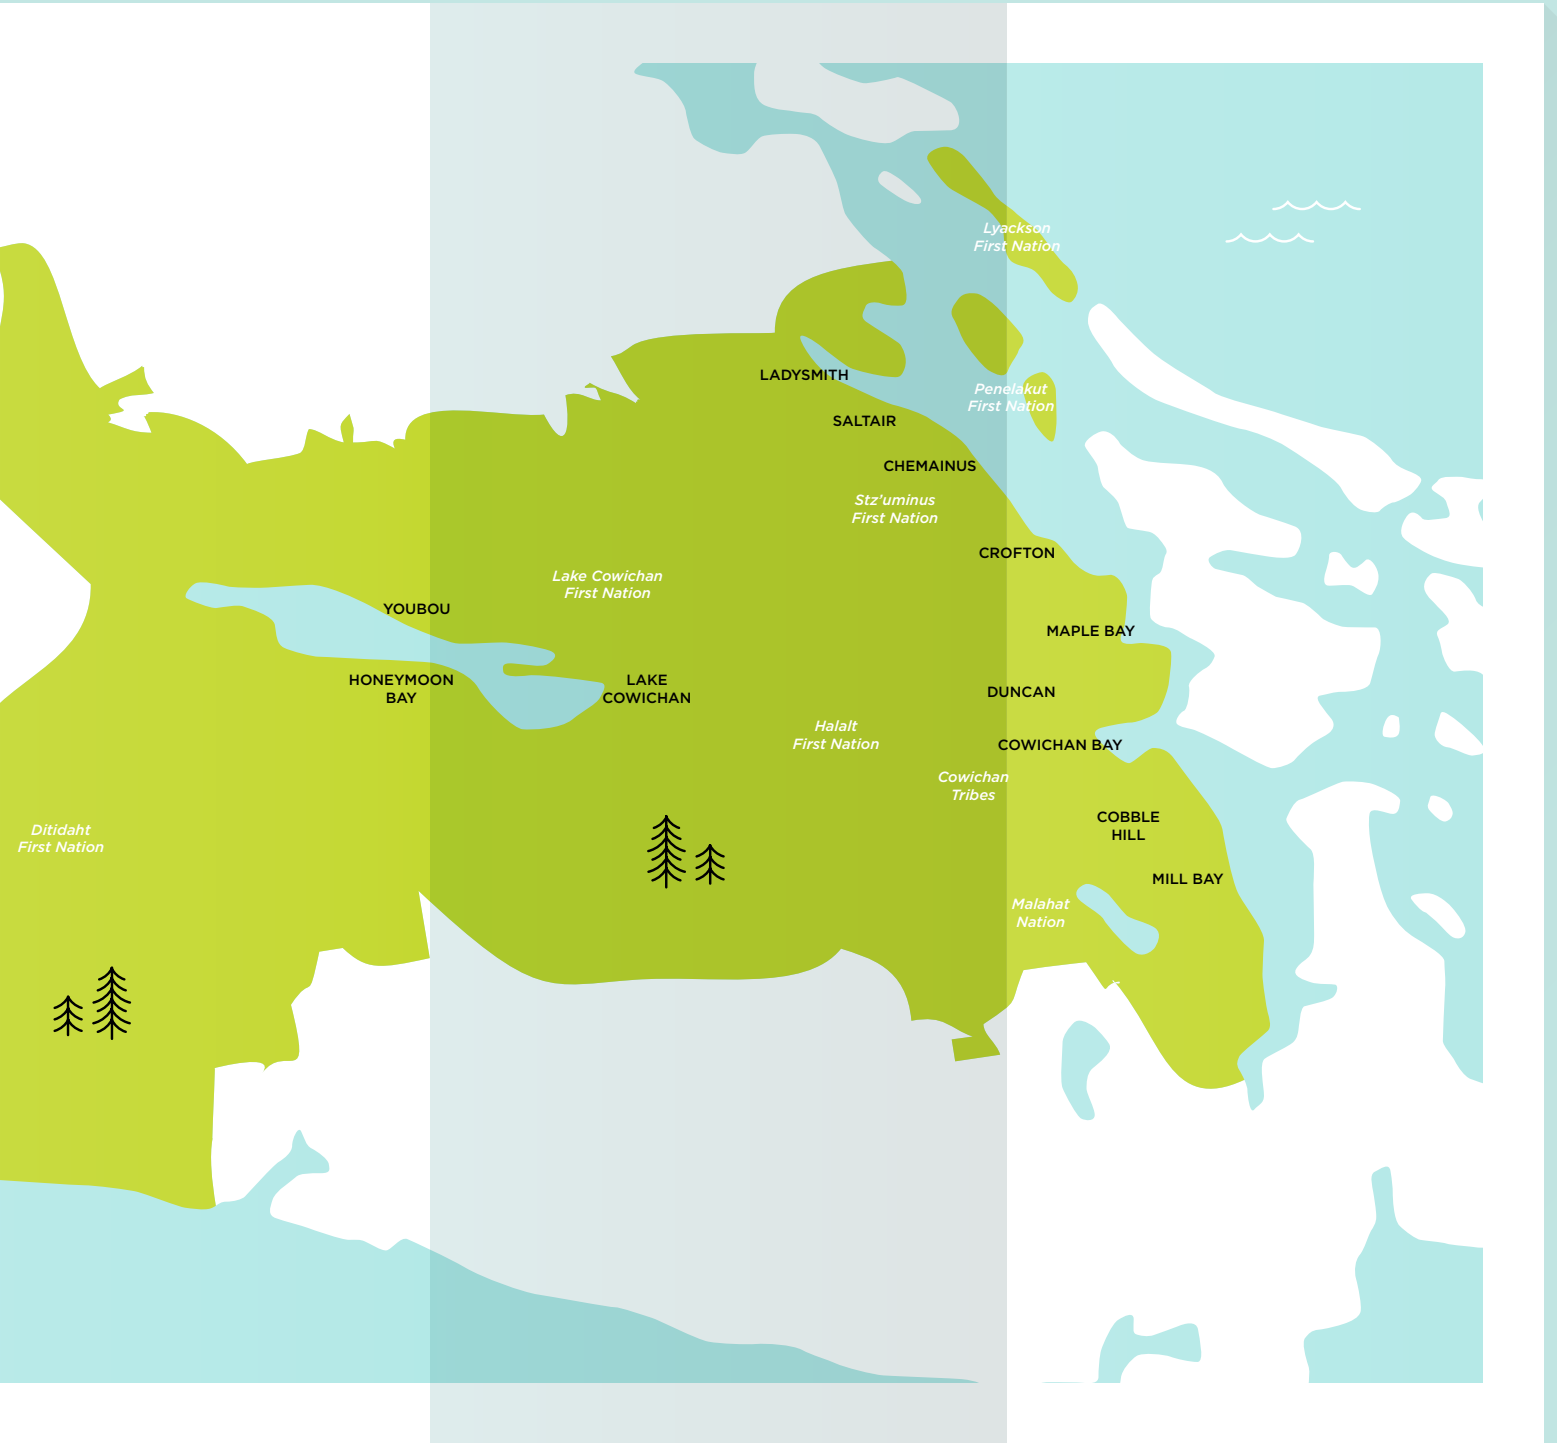 Lyackson
First Nation
LADYSMITH
Penelakut
First Nation
SALTAIR
CHEMAINUS
Stz'uminus
First Nation
CROFTON
Lake Cowichan
First Nation
YOUBOU
MAPLE BAY
HONEYMOON
BAY
LAKE
COWICHAN
DUNCAN
Halalt
First Nation
COWICHAN BAY
Cowichan
Tribes
COBBLE
HILL
Ditidaht
First Nation
MILL BAY
Malahat
Nation